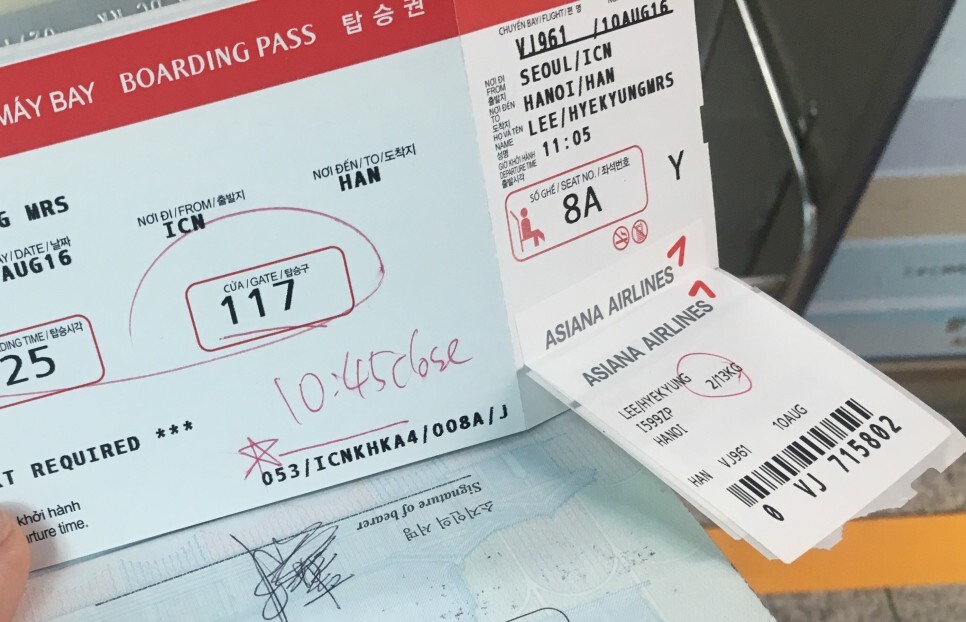 MÁY BAY BOARDING PASS 탑승권
G MRS
NƠI ĐI/FROM/출발지
ICN
NƠI ĐẾN/TO/도착지
HAN
AY/DATE/날짜
AUG16
CỬA/GATE/탑승구
117
DING TIME/탑승시각
25
10:45 close
T REQUIRED ***
053/ICNKHKA4/008A/J
khởi hành
rture time.
CHUYẾN BAY/FLIGHT/편명
VJ961 /10AUG16
NƠI ĐI
FROM
출발지
SEOUL/ICN
NƠI ĐẾN
TO
도착지
HANOI/HAN
HỌ VÀ TÊN
NAME
성명
LEE/HYEKYUNGMRS
GIỜ KHỞI HÀNH
DEPARTURE TIME
출발시각
11:05
SỐ GHẾ/SEAT NO./좌석번호
8A
Y
ASIANA AIRLINES
ASIANA AIRLINES
LEE/HYEKYUNG 2/13KG
I599ZP
HANOI
HAN VJ961 10AUG
0 VJ 715802
소지인의 서명
Signature of bearer